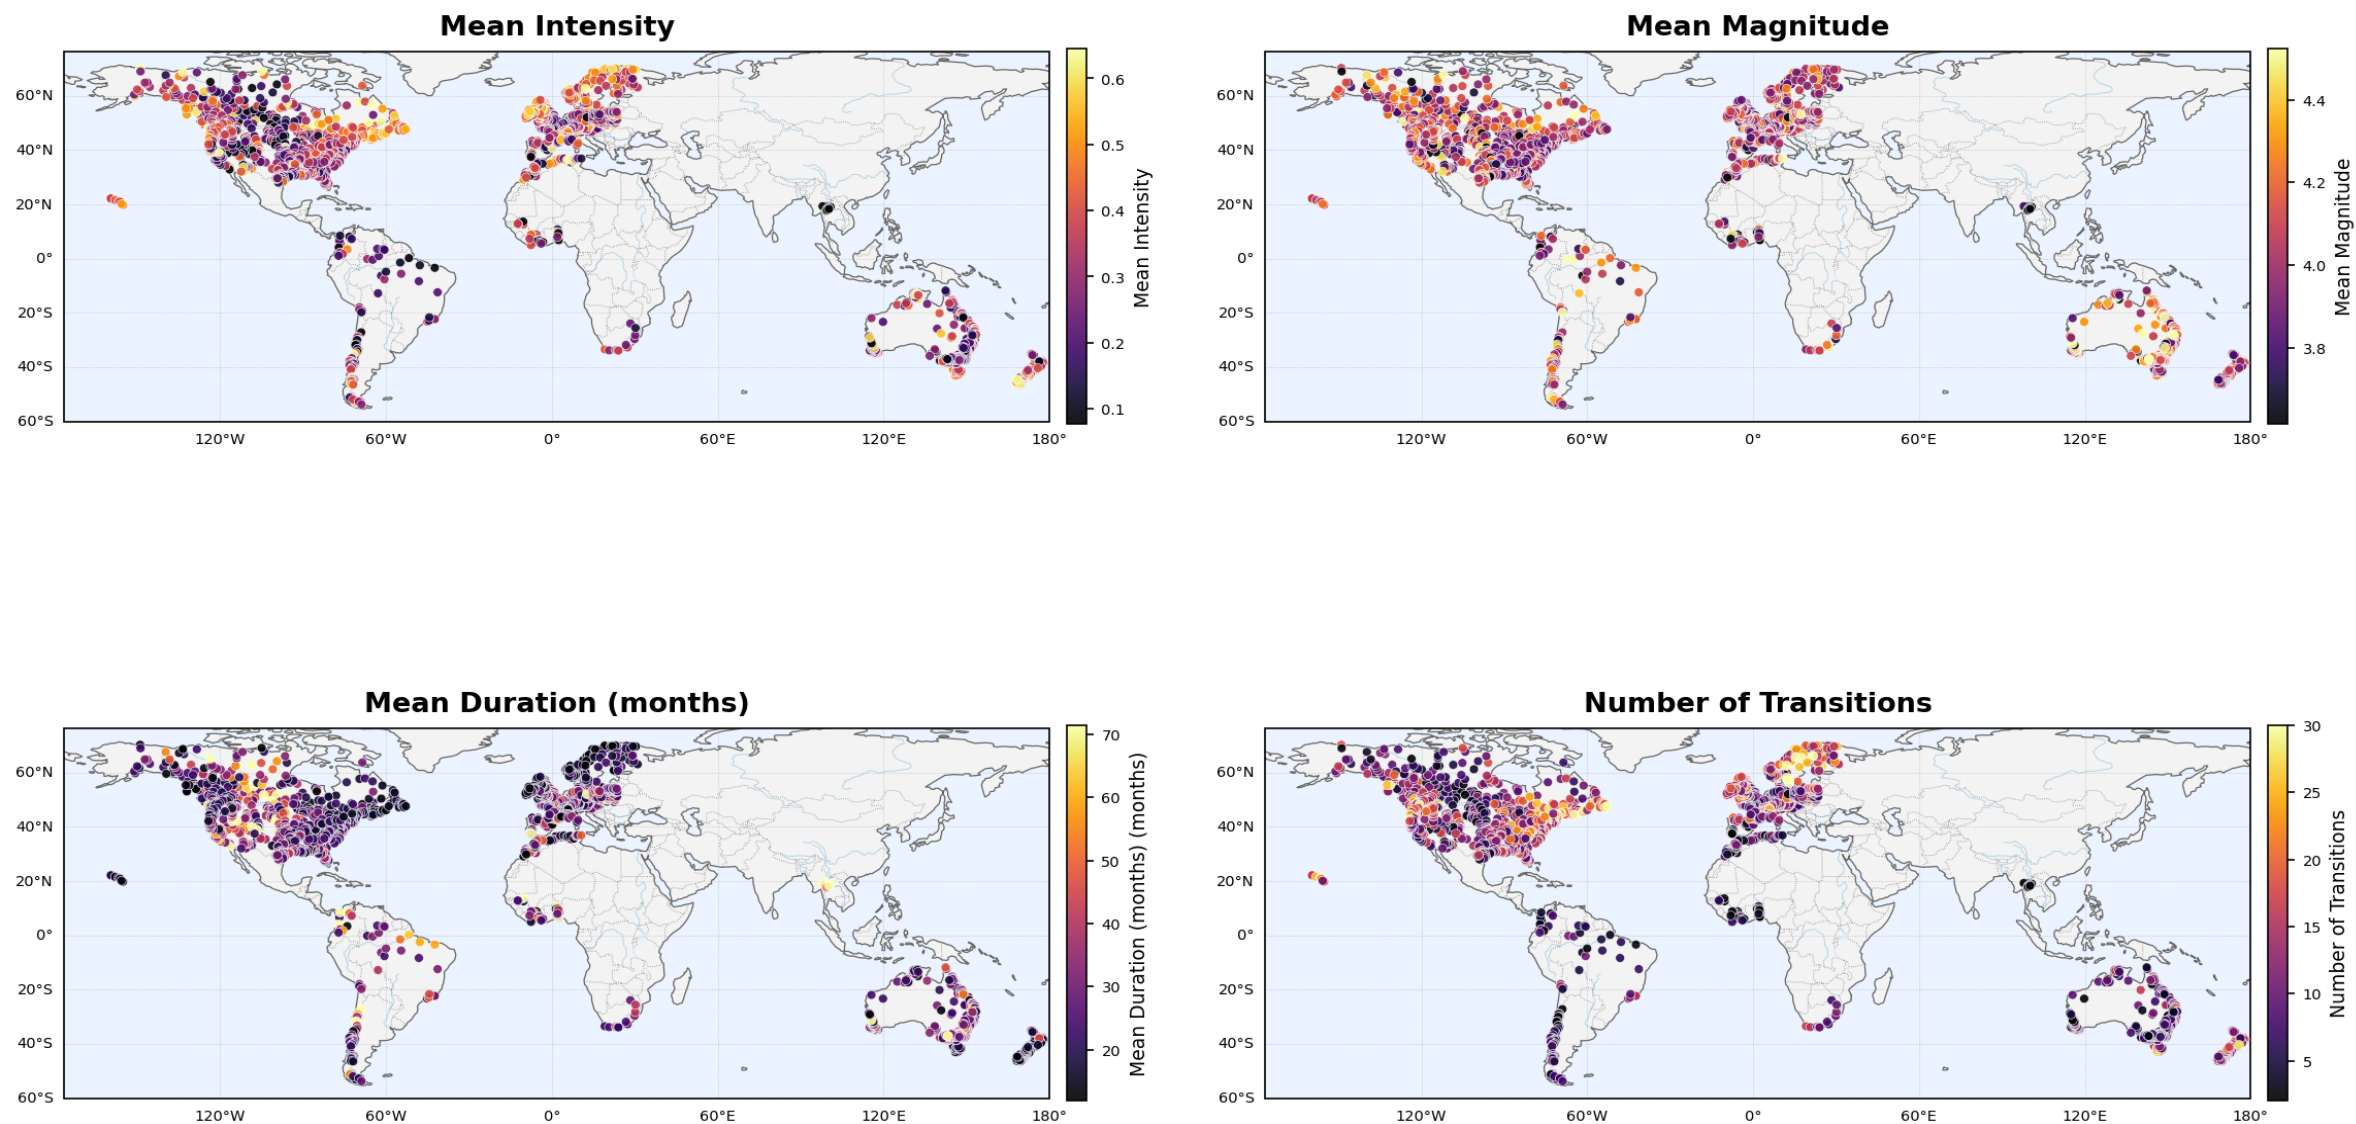 Mean Intensity
60°N
40°N
20°N
0°
20°S
40°S
60°S
120°W
60°W
0°
60°E
120°E
180°
0.6
0.5
0.4
0.3
0.2
0.1
Mean Intensity
Mean Magnitude
60°N
40°N
20°N
0°
20°S
40°S
60°S
120°W
60°W
0°
60°E
120°E
180°
4.4
4.2
4.0
3.8
Mean Magnitude
Mean Duration (months)
60°N
40°N
20°N
0°
20°S
40°S
60°S
120°W
60°W
0°
60°E
120°E
180°
70
60
50
40
30
20
Mean Duration (months) (months)
Number of Transitions
60°N
40°N
20°N
0°
20°S
40°S
60°S
120°W
60°W
0°
60°E
120°E
180°
30
25
20
15
10
5
Number of Transitions